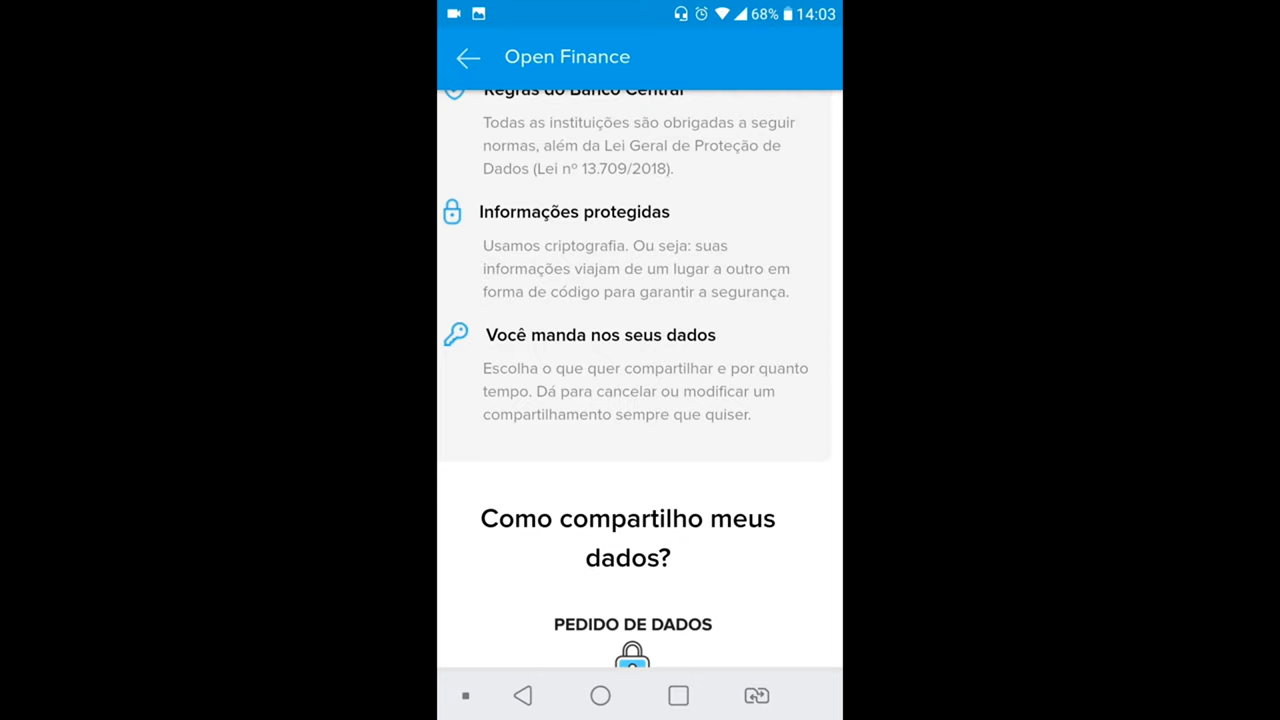 68% 14:03
Open Finance
Regras do Banco Central
Todas as instituições são obrigadas a seguir
normas, além da Lei Geral de Proteção de
Dados (Lei nº 13.709/2018).
Informações protegidas
Usamos criptografia. Ou seja: suas
informações viajam de um lugar a outro em
forma de código para garantir a segurança.
Você manda nos seus dados
Escolha o que quer compartilhar e por quanto
tempo. Dá para cancelar ou modificar um
compartilhamento sempre que quiser.
Como compartilho meus
dados?
PEDIDO DE DADOS